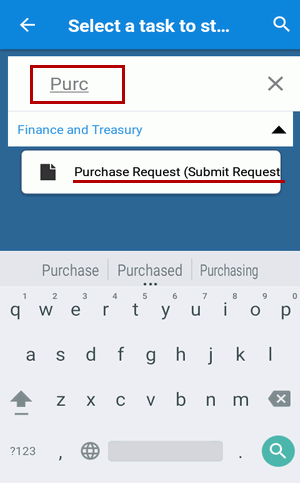 Select a task to st...
Purc
Finance and Treasury
Purchase Request (Submit Request
Purchase Purchased Purchasing
1 2 3 4 5 6 7 8 9 0
q w e r t y u i o p
a s d f g h j k l
z x c v b n m
?123 , .